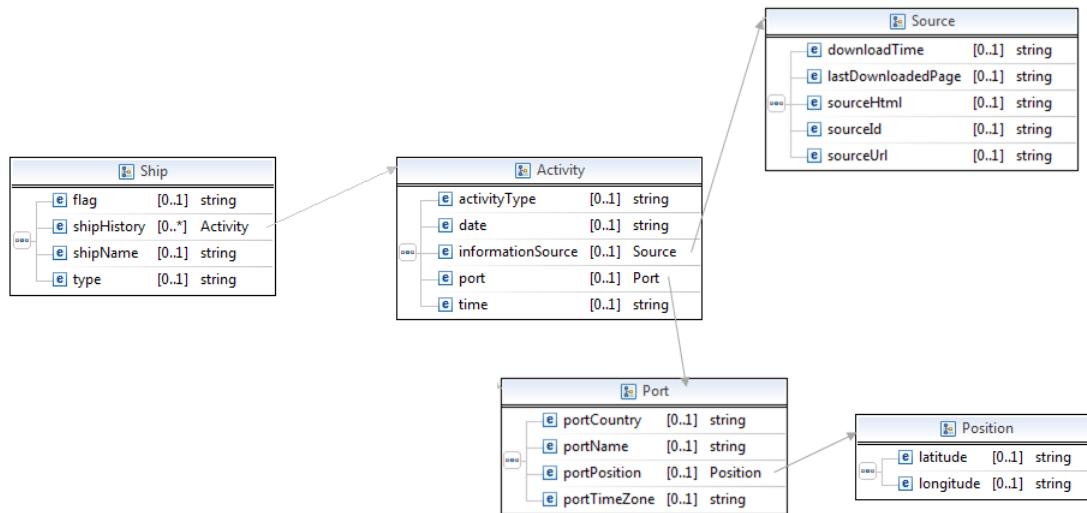 Source
downloadTime [0..1] string
lastDownloadedPage [0..1] string
sourceHtml [0..1] string
sourceId [0..1] string
sourceUrl [0..1] string
Ship
flag [0..1] string
shipHistory [0..*] Activity
shipName [0..1] string
type [0..1] string
Activity
activityType [0..1] string
date [0..1] string
informationSource [0..1] Source
port [0..1] Port
time [0..1] string
Port
portCountry [0..1] string
portName [0..1] string
portPosition [0..1] Position
portTimeZone [0..1] string
Position
latitude [0..1] string
longitude [0..1] string